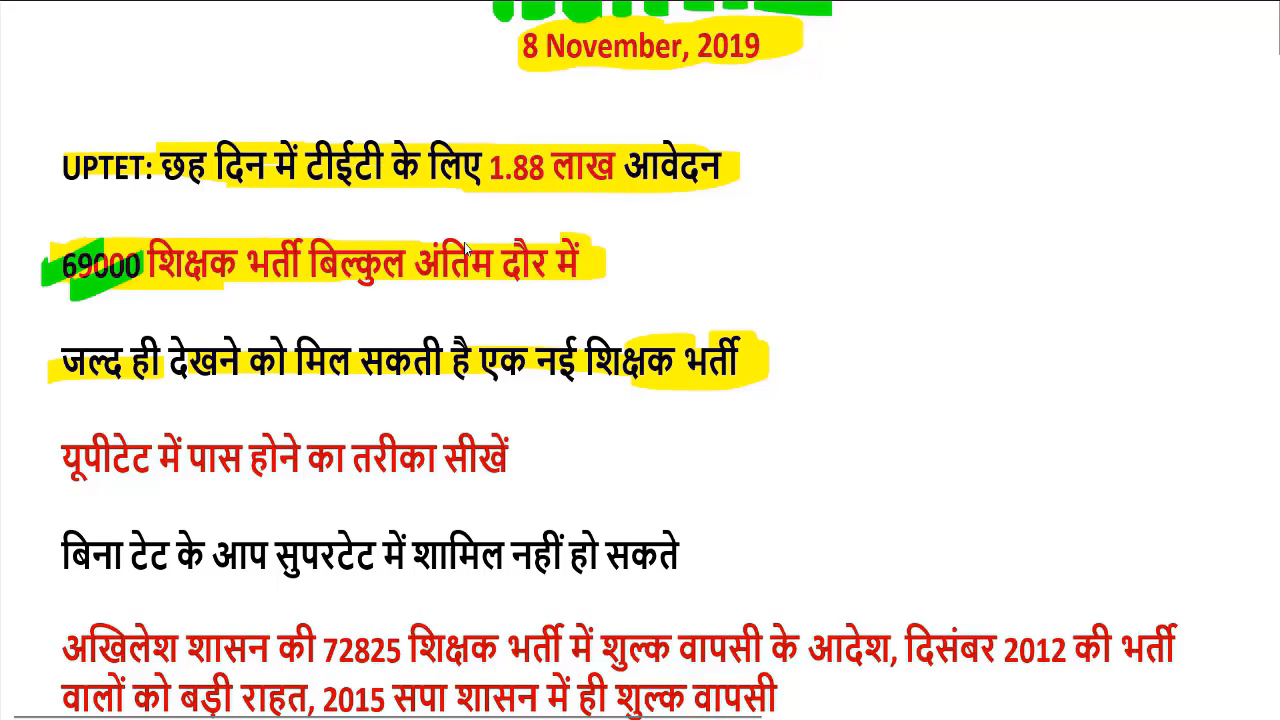 8 November, 2019
UPTET: छह दिन में टीईटी के लिए 1.88 लाख आवेदन
69000 शिक्षक भर्ती बिल्कुल अंतिम दौर में
जल्द ही देखने को मिल सकती है एक नई शिक्षक भर्ती
यूपीटेट में पास होने का तरीका सीखें
बिना टेट के आप सुपरटेट में शामिल नहीं हो सकते
अखिलेश शासन की 72825 शिक्षक भर्ती में शुल्क वापसी के आदेश, दिसंबर 2012 की भर्ती
वालों को बड़ी राहत, 2015 सपा शासन में ही शुल्क वापसी